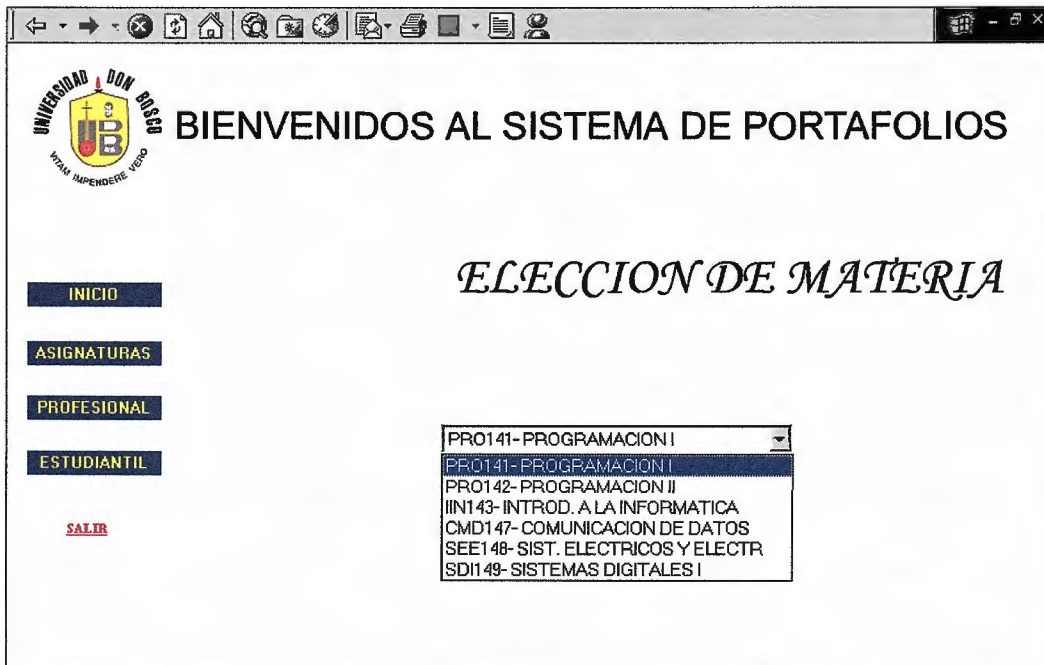 UNIVERSIDAD DON BOSCO
VITAM IMPENDERE VERO
BIENVENIDOS AL SISTEMA DE PORTAFOLIOS
ELECCION DE MATERIA
INICIO
ASIGNATURAS
PROFESIONAL
ESTUDIANTIL
SALIR
PRO141- PROGRAMACION I
PRO141- PROGRAMACION I
PRO142- PROGRAMACION II
IIN143- INTROD. A LA INFORMATICA
CMD147- COMUNICACION DE DATOS
SEE148- SIST. ELECTRICOS Y ELECTR
SDI149- SISTEMAS DIGITALES I